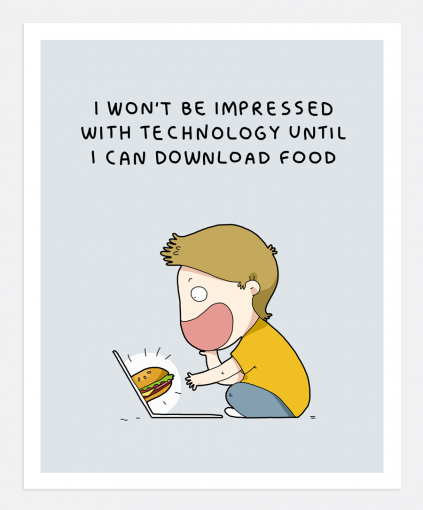 I WON'T BE IMPRESSED
WITH TECHNOLOGY UNTIL
I CAN DOWNLOAD FOOD